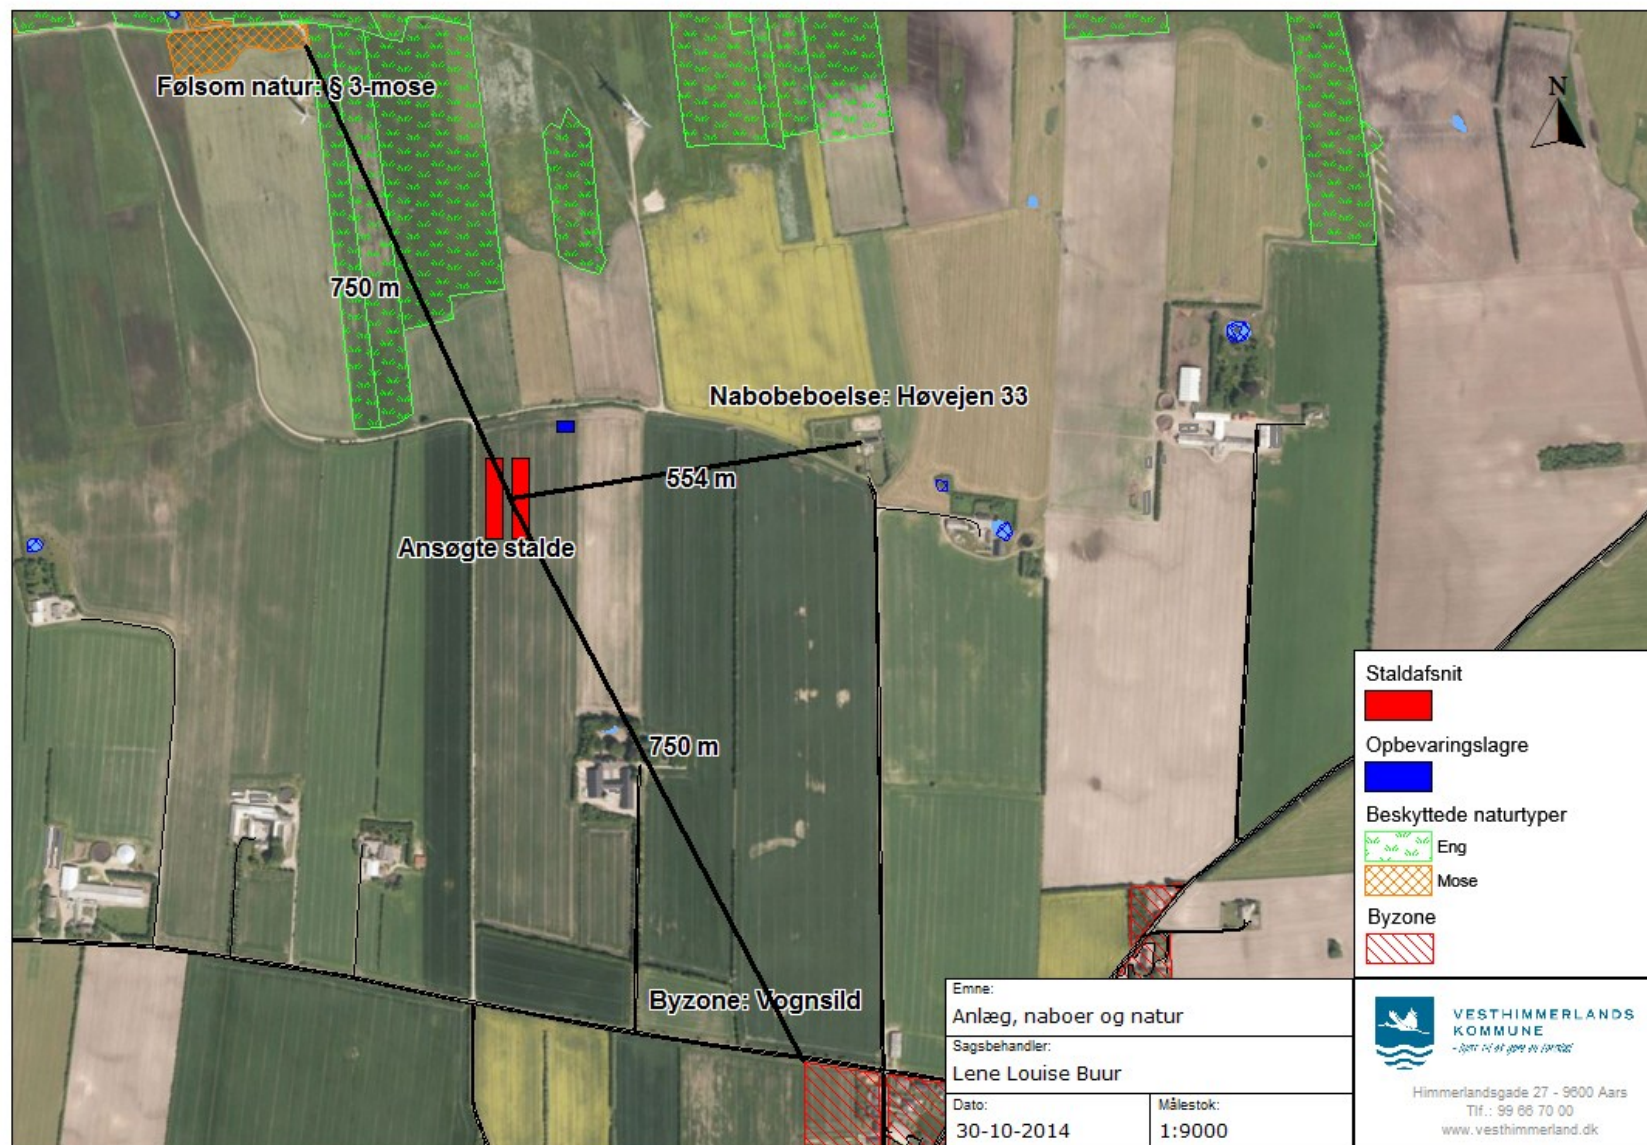 Følsom natur: § 3-mose
N
750 m
Nabobeboelse: Høvejen 33
554 m
Ansøgte stalde
750 m
Byzone: Vognsild
Staldafsnit
Opbevaringslagre
Beskyttede naturtyper
Eng
Mose
Byzone
Emne:
Anlæg, naboer og natur
Sagsbehandler:
Lene Louise Buur
Dato:
30-10-2014
Målestok:
1:9000
VESTHIMMERLANDS
KOMMUNE
Himmerlandsgade 27 - 9600 Aars
Tlf.: 99 66 70 00
www.vesthimmerland.dk